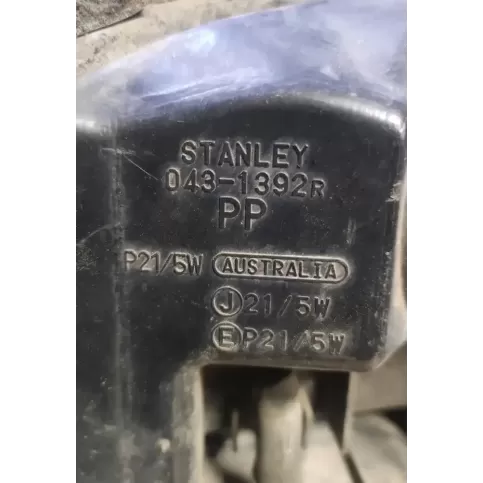 STANLEY
043-1392R
PP
P21/5W AUSTRALIA
J 21/5W
E P21/5W